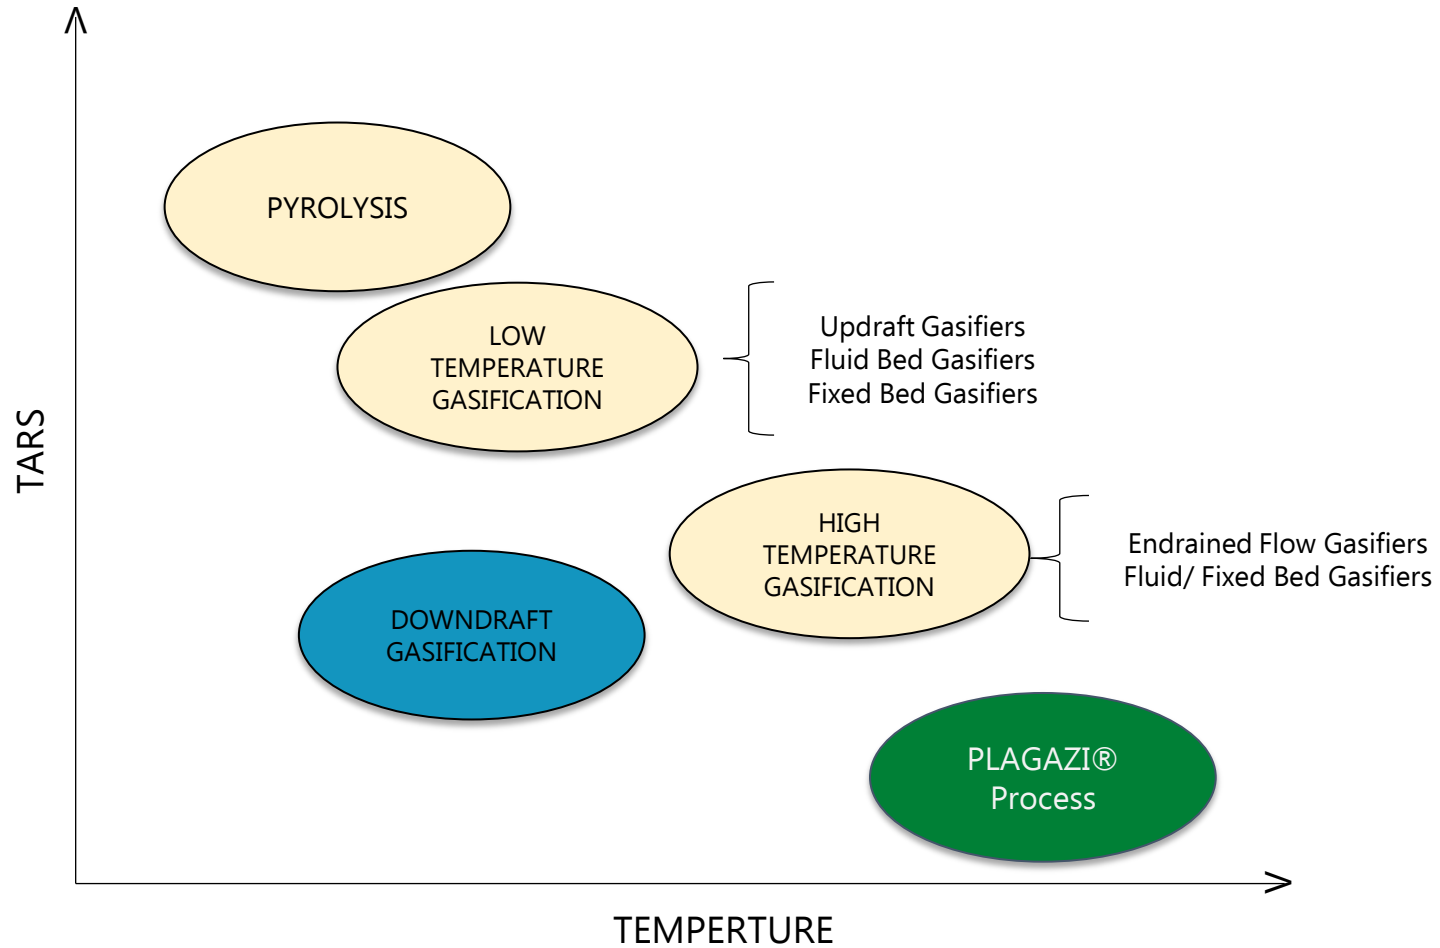 PYROLYSIS
LOW
TEMPERATURE
GASIFICATION
Updraft Gasifiers
Fluid Bed Gasifiers
Fixed Bed Gasifiers
TARS
HIGH
TEMPERATURE
GASIFICATION
Endrained Flow Gasifiers
Fluid/ Fixed Bed Gasifiers
DOWNDRAFT
GASIFICATION
PLAGAZI®
Process
TEMPERTURE